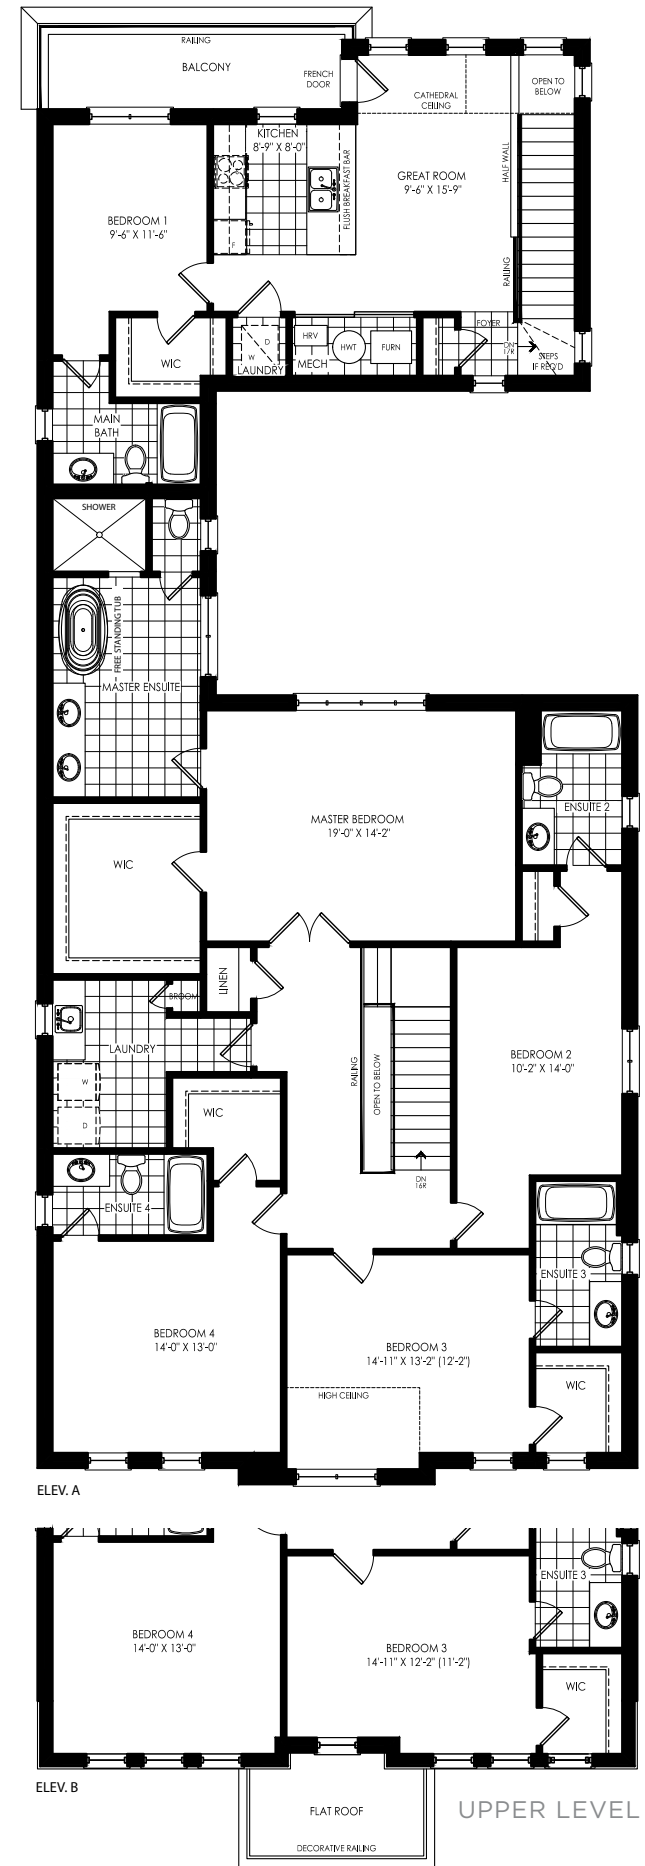 RAILING
BALCONY
FRENCH
DOOR
CATHEDRAL
CEILING
OPEN TO
BELOW
KITCHEN
8'-9" X 8'-0"
FLUSH BREAKFAST BAR
GREAT ROOM
9'-6" X 15'-9"
HALF WALL
BEDROOM 1
9'-6" X 11'-6"
F
RAILING
FOYER
DN
17R
STEPS
IF REQ'D
WIC
D
W
LAUNDRY
HRV
HWT
FURN
MECH
MAIN
BATH
SHOWER
FREE STANDING TUB
MASTER ENSUITE
MASTER BEDROOM
19'-0" X 14'-2"
ENSUITE 2
WIC
LINEN
BROOM
LAUNDRY
W
D
RAILING
OPEN TO BELOW
BEDROOM 2
10'-2" X 14'-0"
WIC
DN
16R
ENSUITE 4
ENSUITE 3
BEDROOM 4
14'-0" X 13'-0"
BEDROOM 3
14'-11" X 13'-2" (12'-2")
HIGH CEILING
WIC
ELEV. A
ENSUITE 3
BEDROOM 4
14'-0" X 13'-0"
BEDROOM 3
14'-11" X 12'-2" (11'-2")
WIC
ELEV. B
FLAT ROOF
UPPER LEVEL
DECORATIVE RAILING